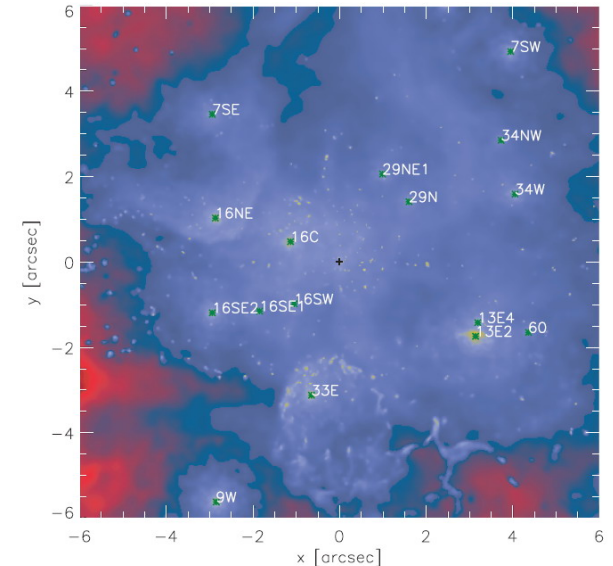 6
7SW
4
7SE
34NW
2
29NE1
34W
29N
16NE
16C
y [arcsec]
0
16SW
16SE1
16SE2
13E4
60
-2
13E2
33E
-4
9W
-6
-6 -4 -2 0 2 4 6
x [arcsec]